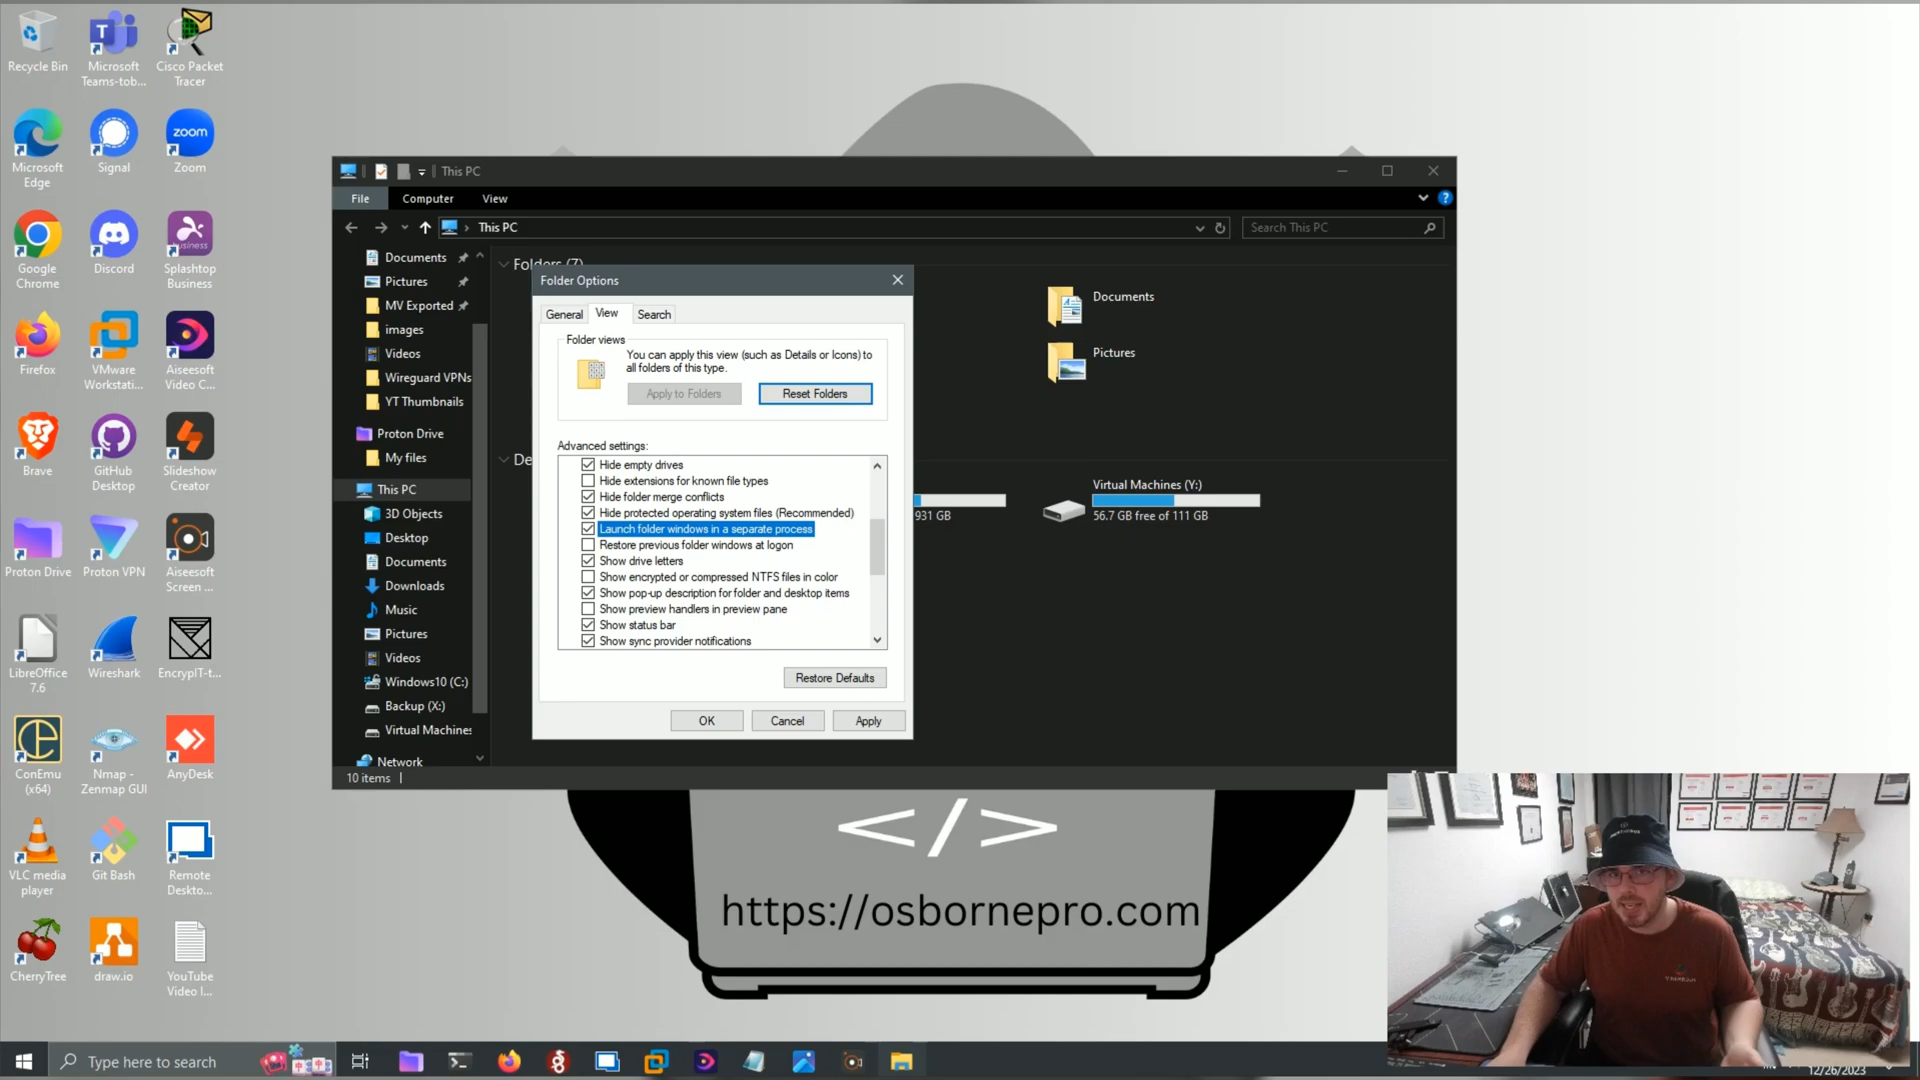 Recycle Bin
Microsoft
Teams-tob...
Cisco Packet
Tracer
Microsoft
Edge
Signal
zoom
Zoom
Google
Chrome
Discord
business
Splashtop
Business
Firefox
VMware
Workstati...
Aiseesoft
Video C...
Brave
GitHub
Desktop
Slideshow
Creator
Proton Drive
Proton VPN
Aiseesoft
Screen ...
LibreOffice
7.6
Wireshark
EncrypIT-t...
ConEmu
(x64)
Nmap -
Zenmap GUI
AnyDesk
VLC media
player
Git Bash
Remote
Deskto...
CherryTree
draw.io
YouTube
Video I...
This PC
File
Computer
View
This PC
Search This PC
Documents
Pictures
MV Exported
images
Videos
Wireguard VPNs
YT Thumbnails
Proton Drive
My files
This PC
3D Objects
Desktop
Documents
Downloads
Music
Pictures
Videos
Windows10 (C:)
Backup (X:)
Virtual Machines
Network
10 items
Folders (7)
De
Documents
Pictures
931 GB
Virtual Machines (Y:)
56.7 GB free of 111 GB
Folder Options
General
View
Search
Folder views
You can apply this view (such as Details or Icons) to
all folders of this type.
Apply to Folders
Reset Folders
Advanced settings:
Hide empty drives
Hide extensions for known file types
Hide folder merge conflicts
Hide protected operating system files (Recommended)
Launch folder windows in a separate process
Restore previous folder windows at logon
Show drive letters
Show encrypted or compressed NTFS files in color
Show pop-up description for folder and desktop items
Show preview handlers in preview pane
Show status bar
Show sync provider notifications
Restore Defaults
OK
Cancel
Apply
</>
https://osbornepro.com
Type here to search
12/26/2023